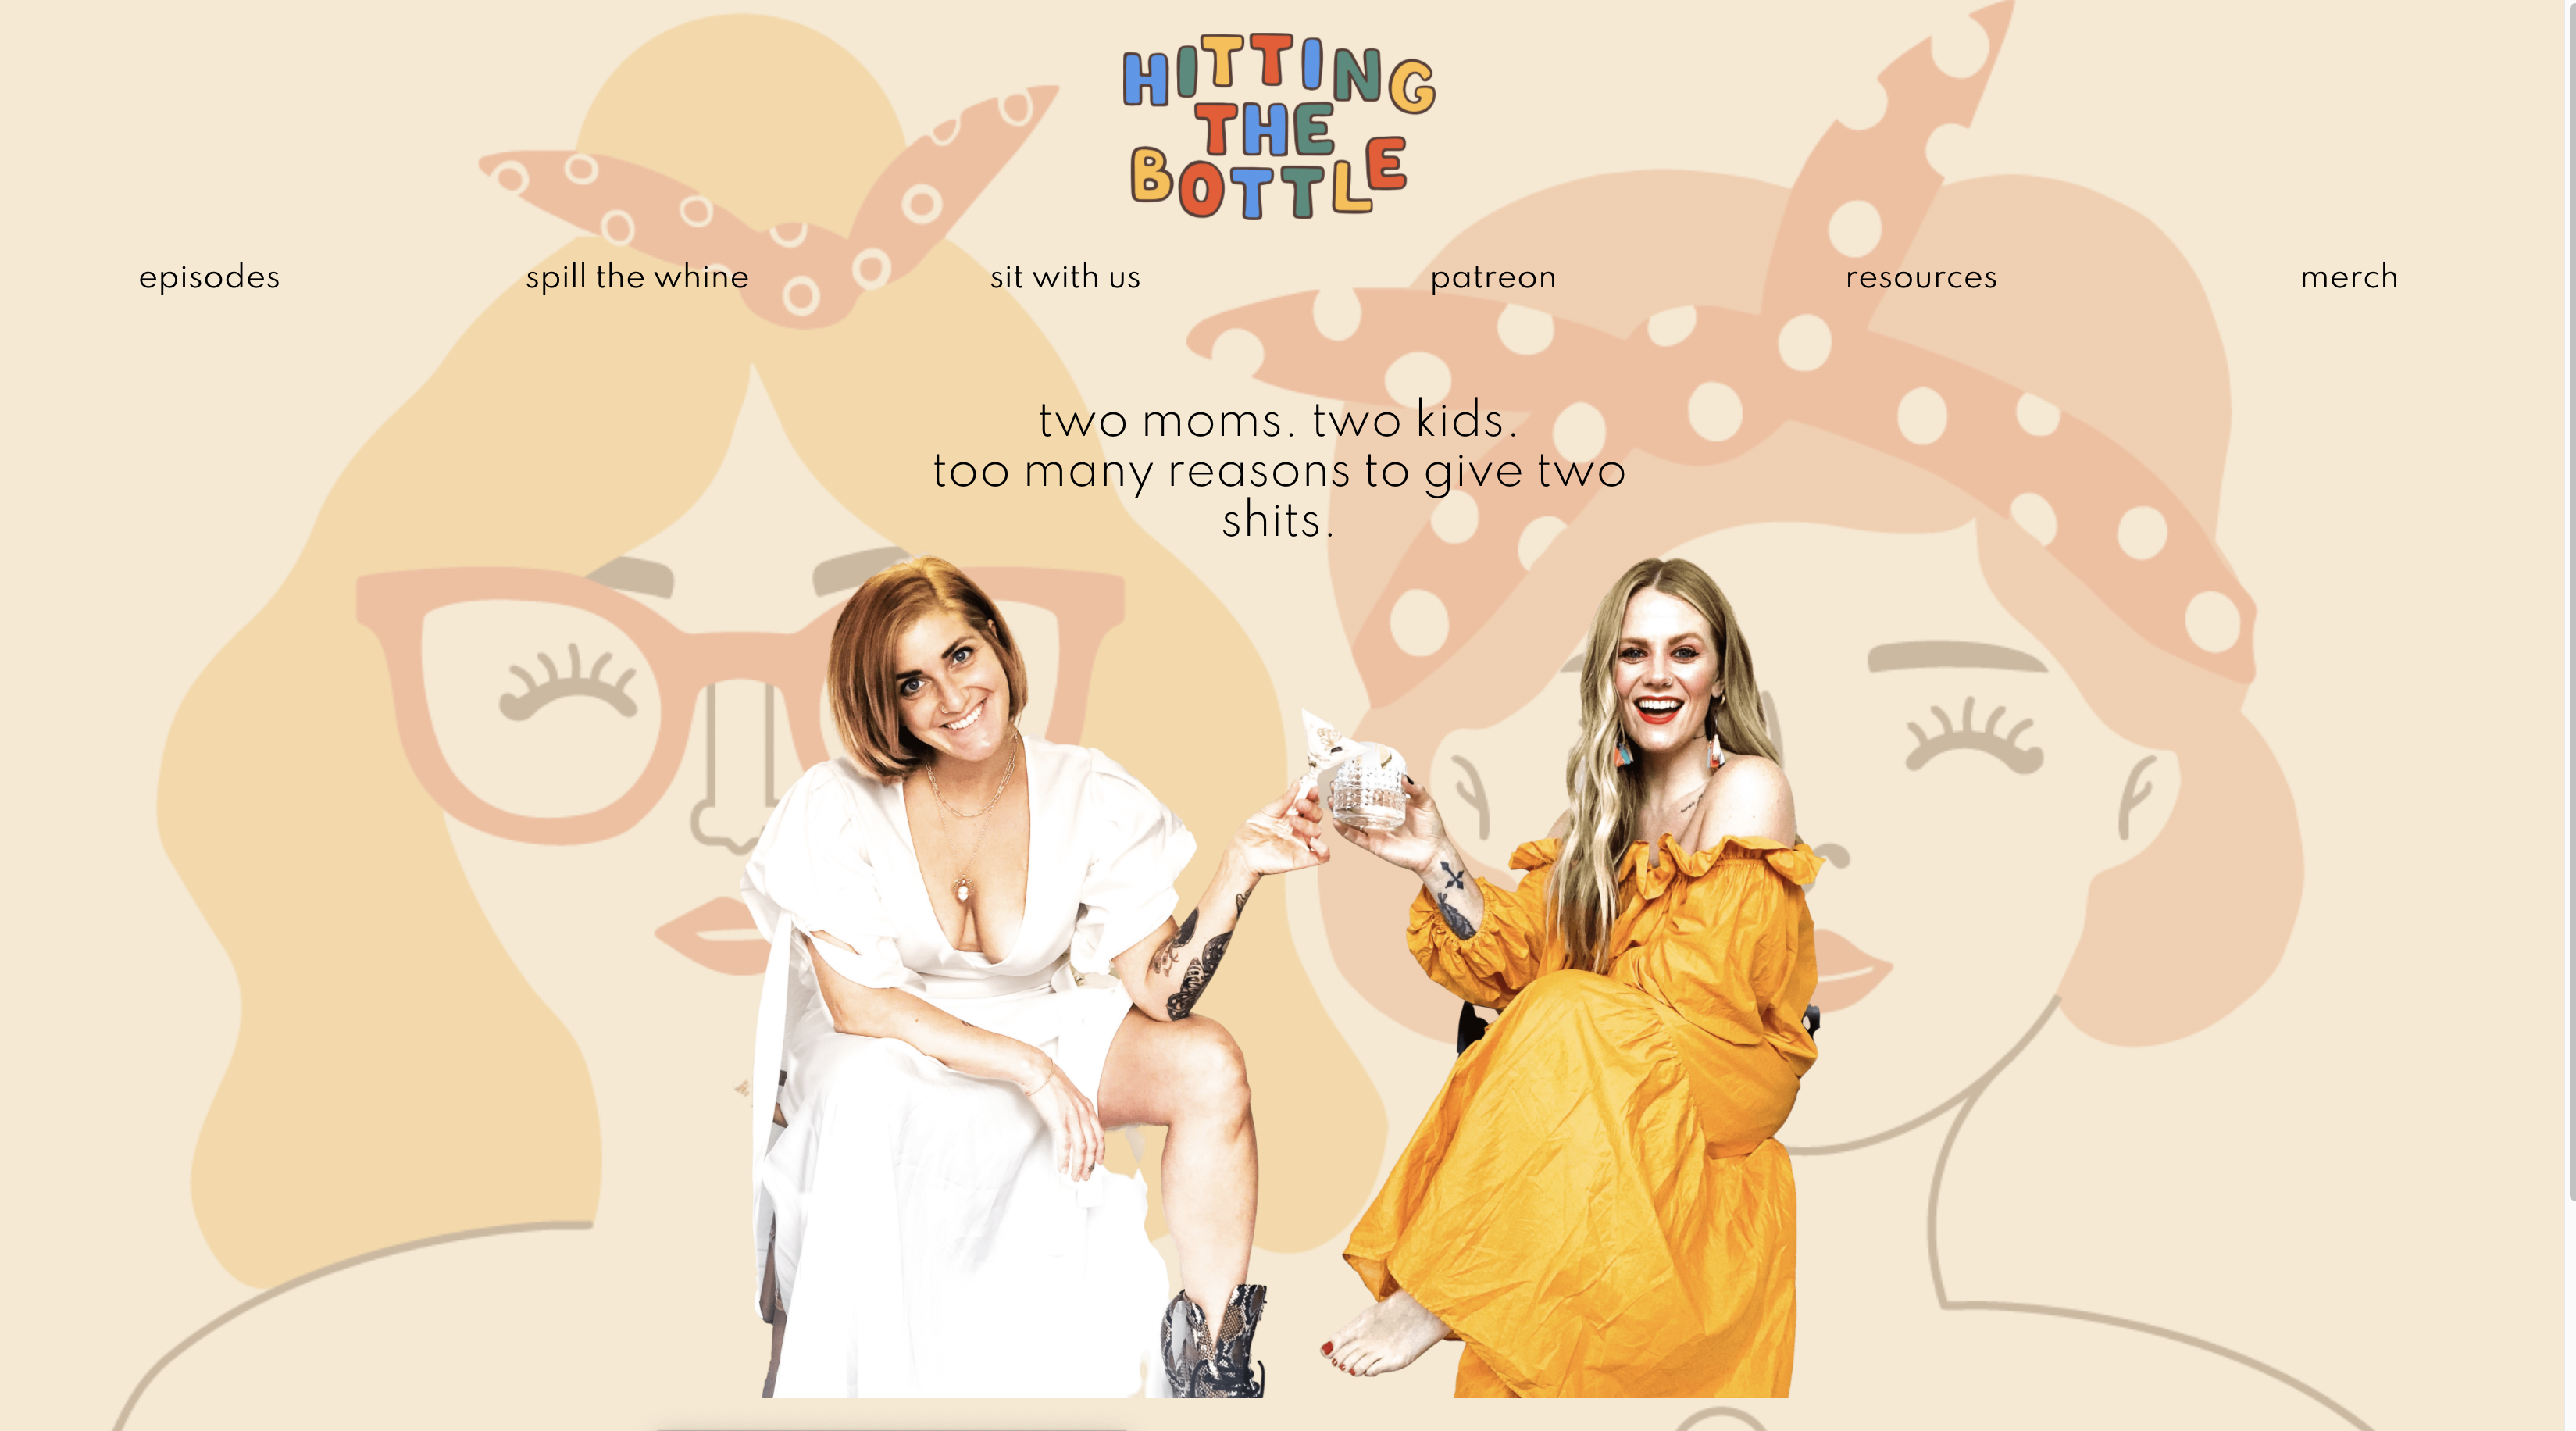 HITTING
THE
BOTTLE
episodes spill the whine sit with us patreon resources merch
two moms. two kids.
too many reasons to give two
shits.